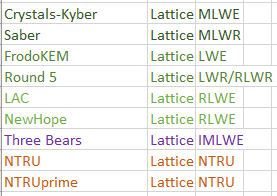 Crystals-Kyber Lattice MLWE
Saber Lattice MLWR
FrodoKEM Lattice LWE
Round 5 Lattice LWR/RLWR
LAC Lattice RLWE
NewHope Lattice RLWE
Three Bears Lattice IMLWE
NTRU Lattice NTRU
NTRUprime Lattice NTRU